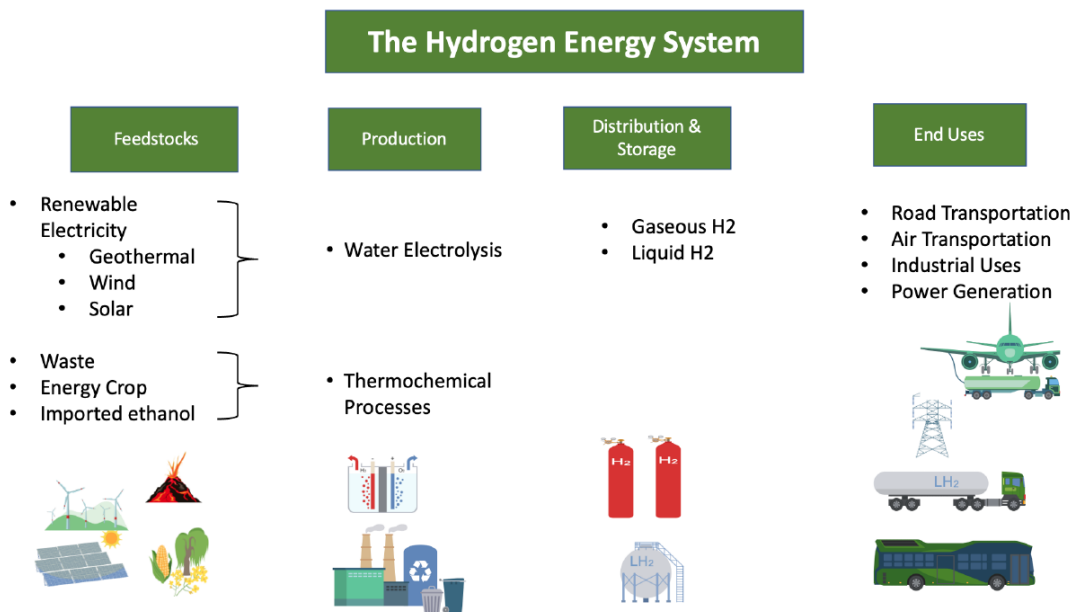 The Hydrogen Energy System
Feedstocks
Production
Distribution &
Storage
End Uses
• Renewable
Electricity
• Geothermal
• Wind
• Solar
• Waste
• Energy Crop
• Imported ethanol
• Water Electrolysis
• Thermochemical
Processes
• Gaseous H2
• Liquid H2
• Road Transportation
• Air Transportation
• Industrial Uses
• Power Generation
H₂
O₂
H₂
H₂
LH₂
LH₂